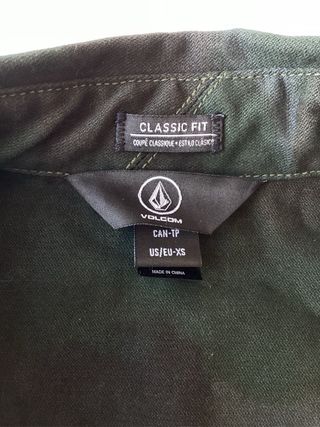 CLASSIC FIT
COUPE CLASSIQUE • ESTILO CLÁSICO
VOLCOM
CAN-TP
US/EU-XS
MADE IN CHINA